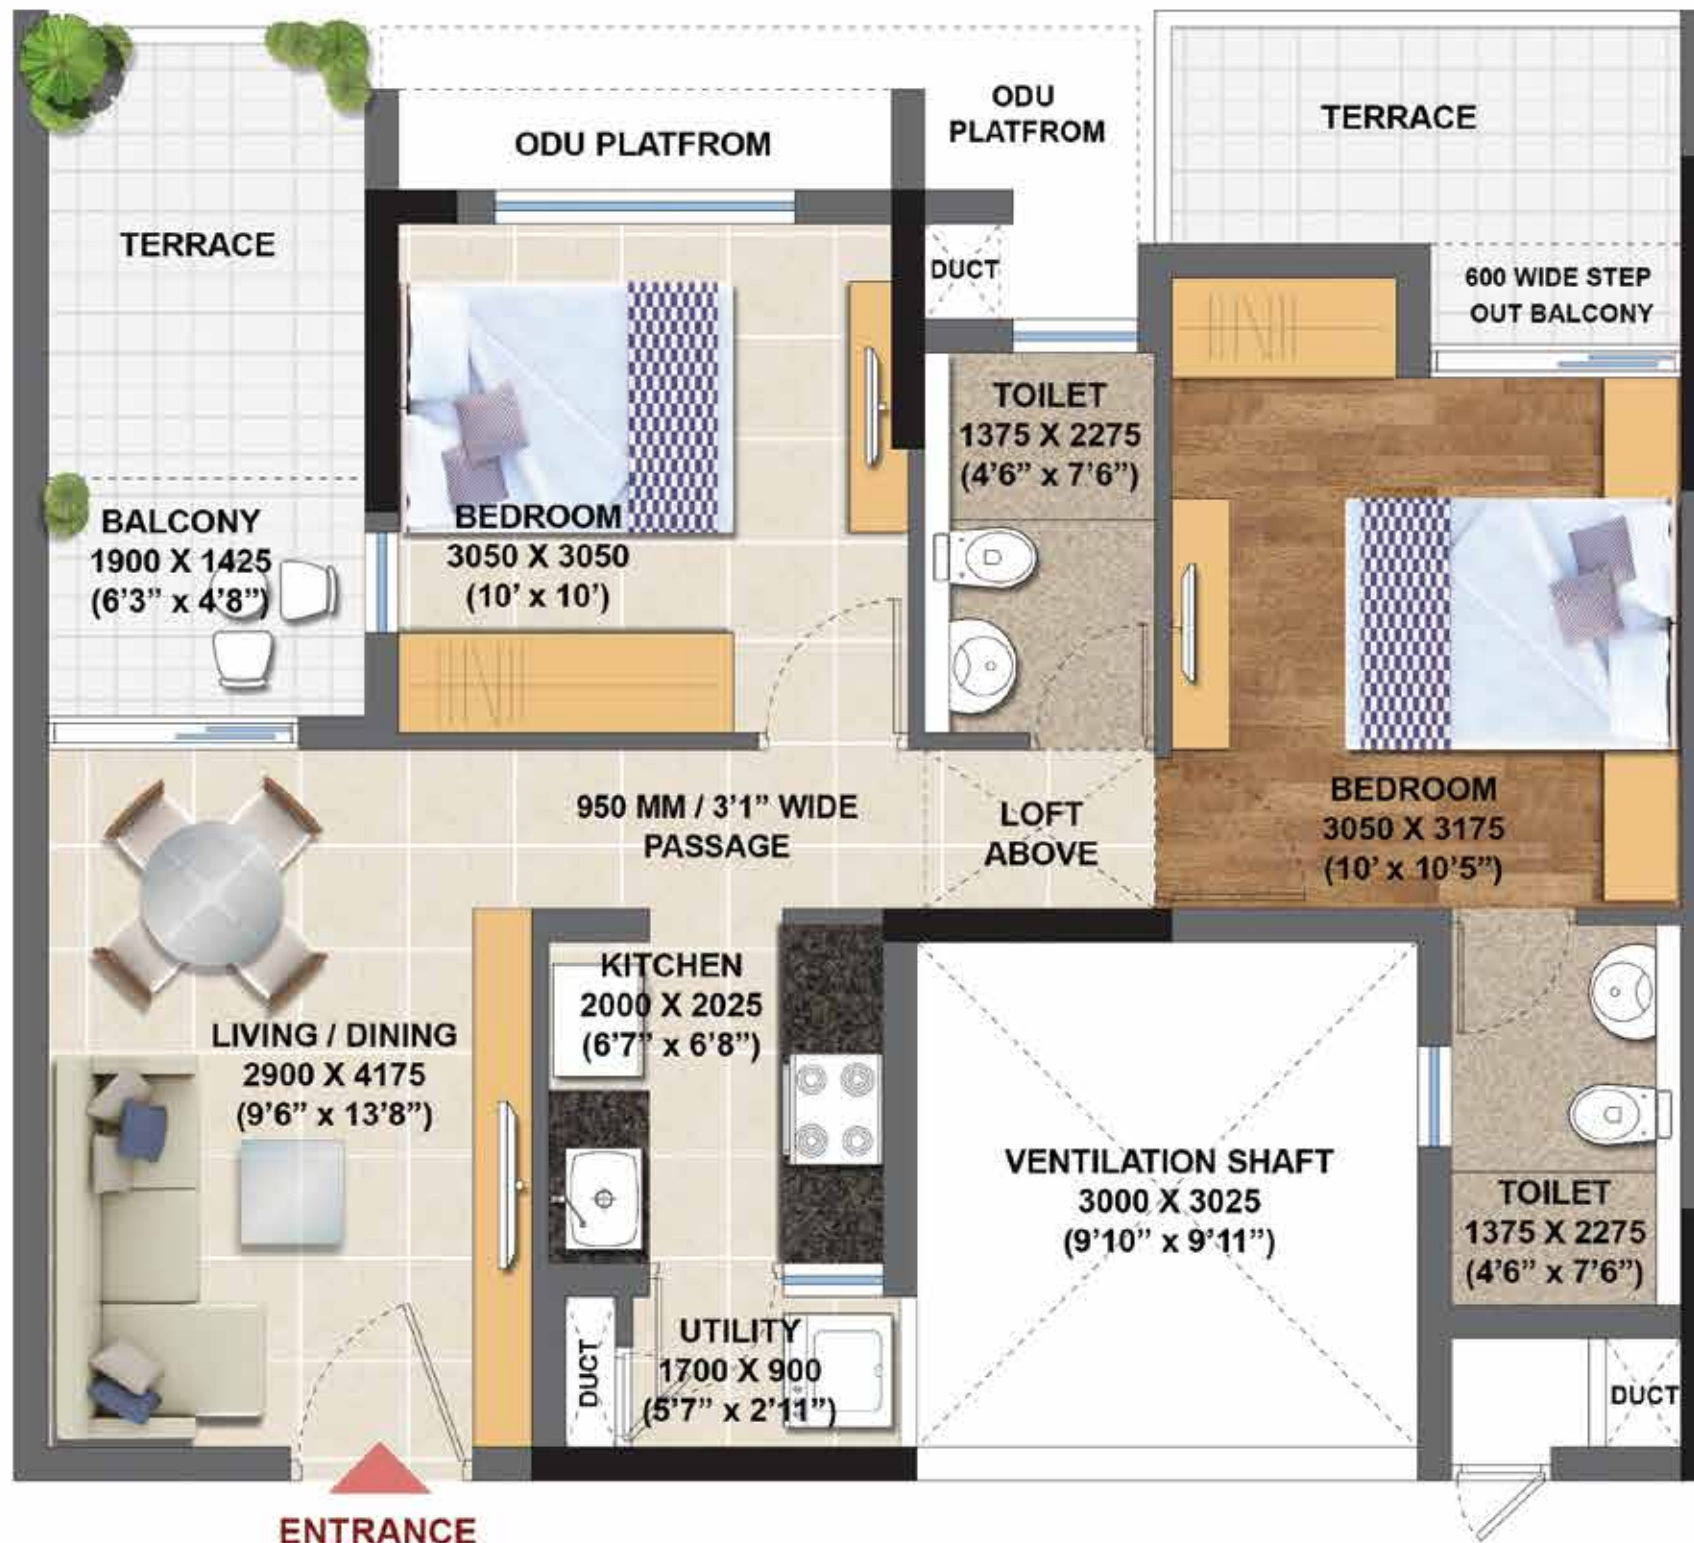 ODU
PLATFROM
TERRACE
ODU PLATFROM
TERRACE
DUCT
600 WIDE STEP
OUT BALCONY
TOILET
1375 X 2275
(4'6” x 7'6”)
BALCONY
1900 X 1425
(6'3” x 4'8”)
BEDROOM
3050 X 3050
(10' x 10')
950 MM / 3'1” WIDE
PASSAGE
LOFT
ABOVE
BEDROOM
3050 X 3175
(10' x 10'5”)
KITCHEN
2000 X 2025
(6'7” x 6'8”)
LIVING / DINING
2900 X 4175
(9'6” x 13'8”)
VENTILATION SHAFT
3000 X 3025
(9'10” x 9'11”)
TOILET
1375 X 2275
(4'6” x 7'6”)
DUCT
UTILITY
1700 X 900
(5'7” x 2'11”)
DUCT
ENTRANCE